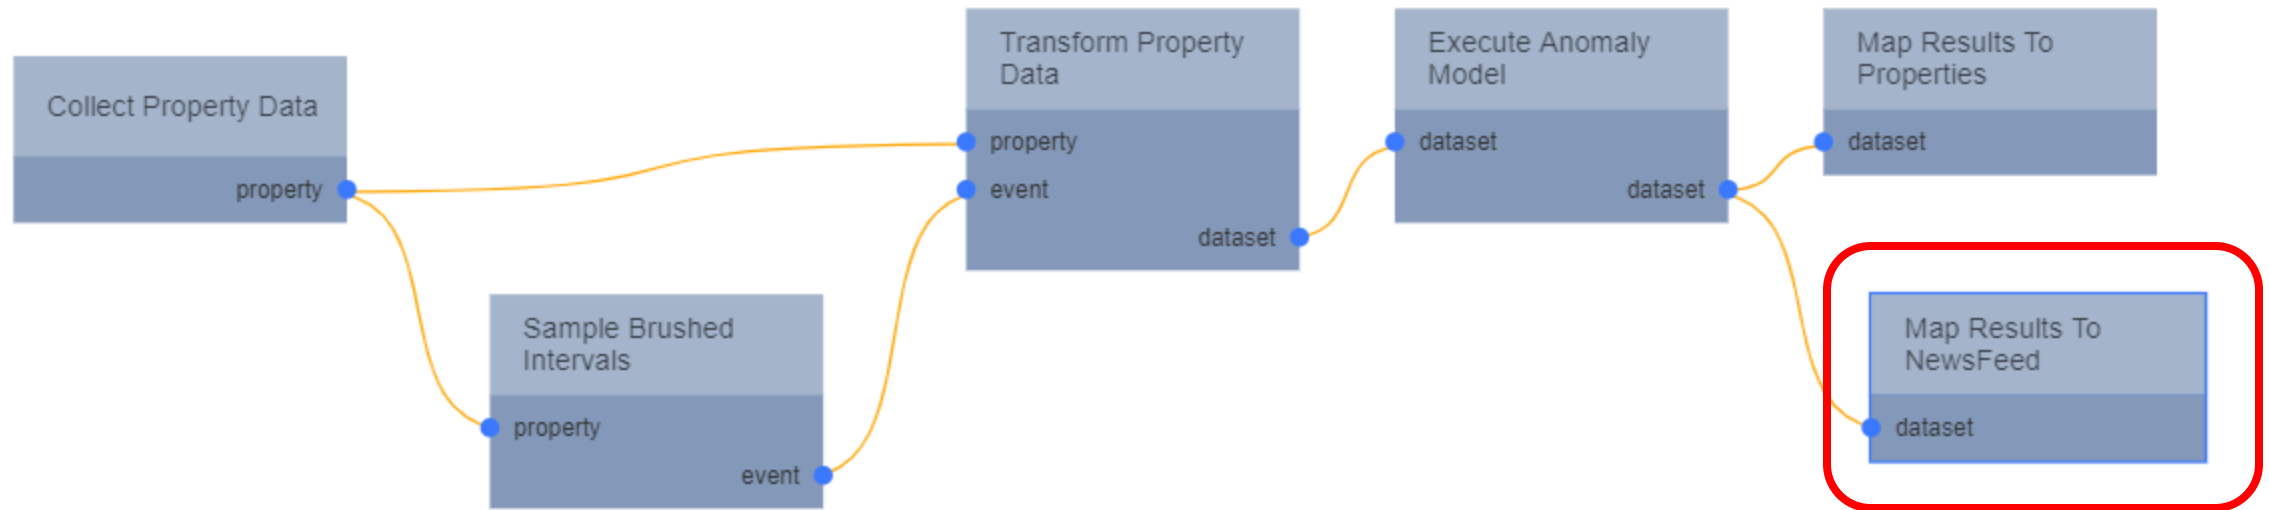 Collect Property Data
property
Sample Brushed
Intervals
property
event
Transform Property
Data
property
event
dataset
Execute Anomaly
Model
dataset
dataset
Map Results To
Properties
dataset
Map Results To
NewsFeed
dataset